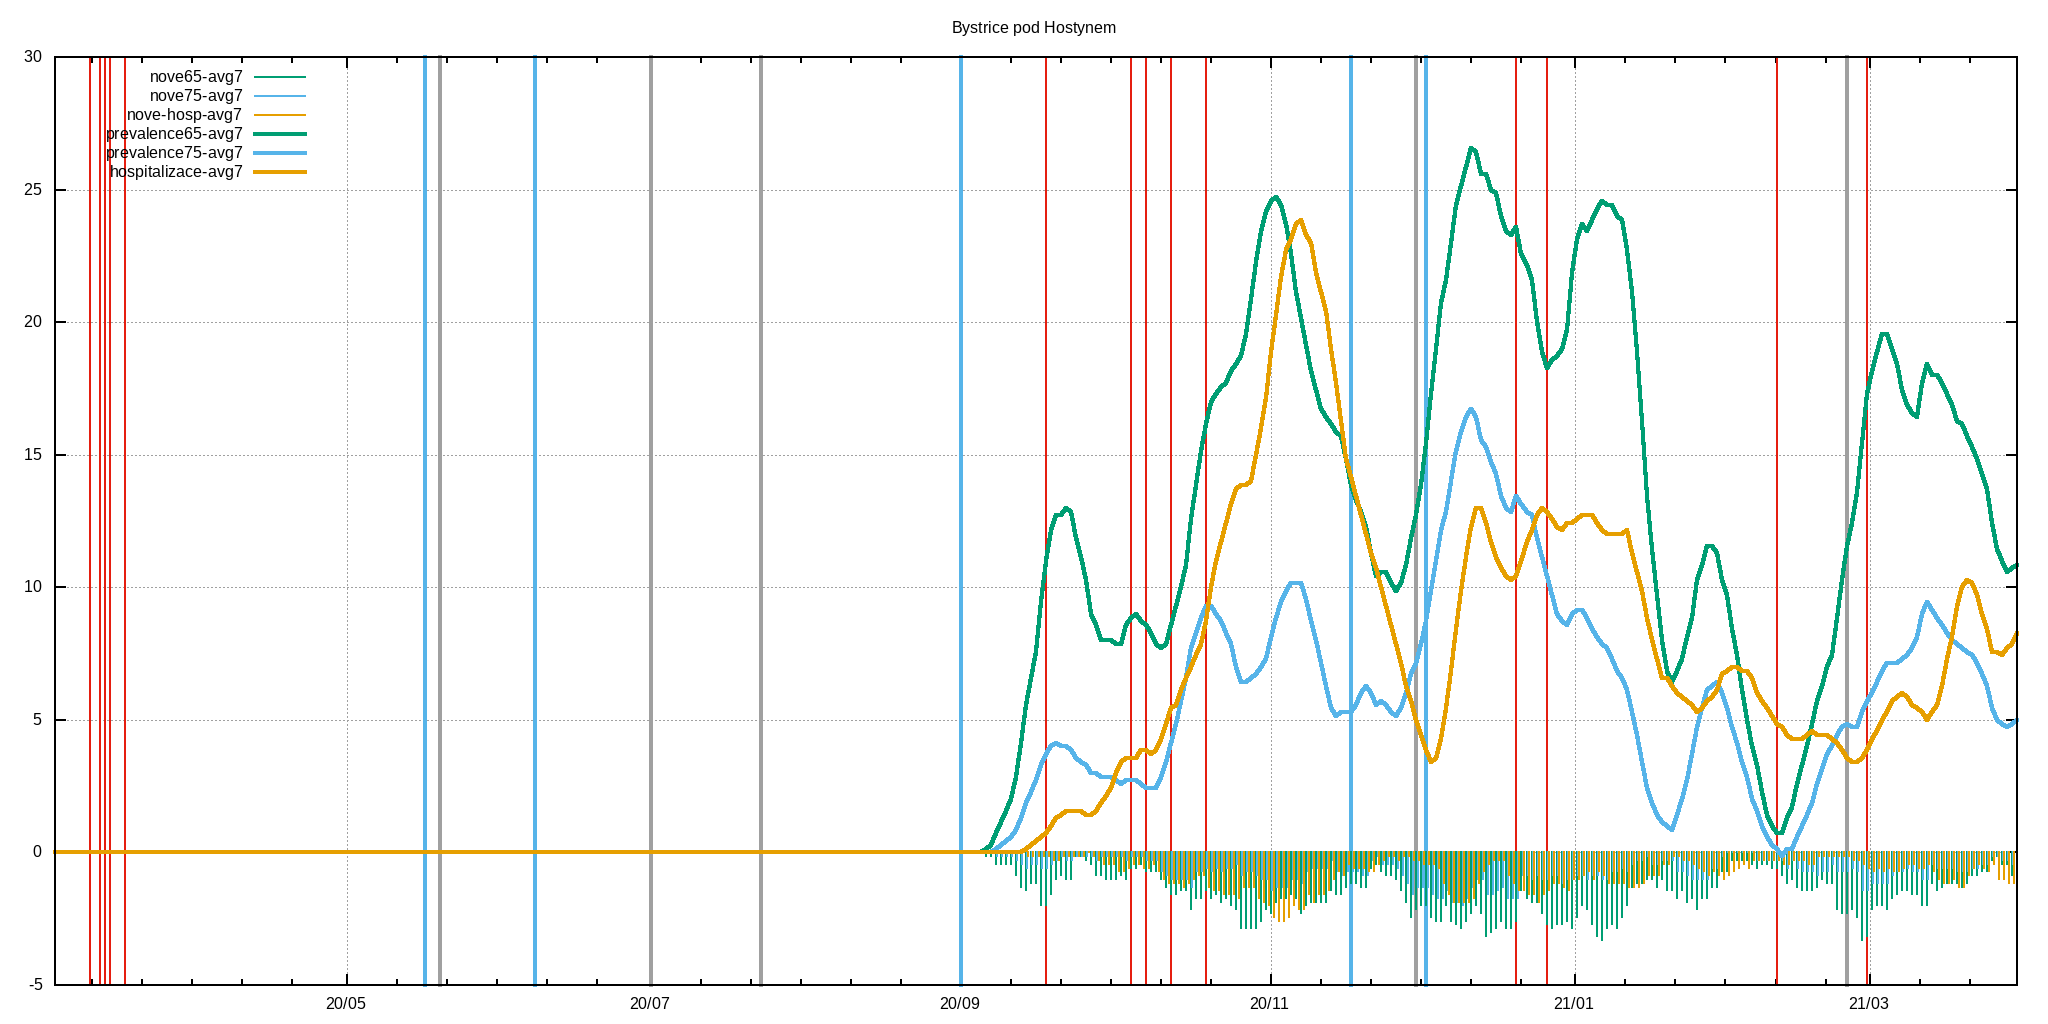 Bystrice pod Hostynem
30
25
20
15
10
5
0
-5
nove65-avg7
nove75-avg7
nove-hosp-avg7
prevalence65-avg7
prevalence75-avg7
hospitalizace-avg7
20/05
20/07
20/09
20/11
21/01
21/03